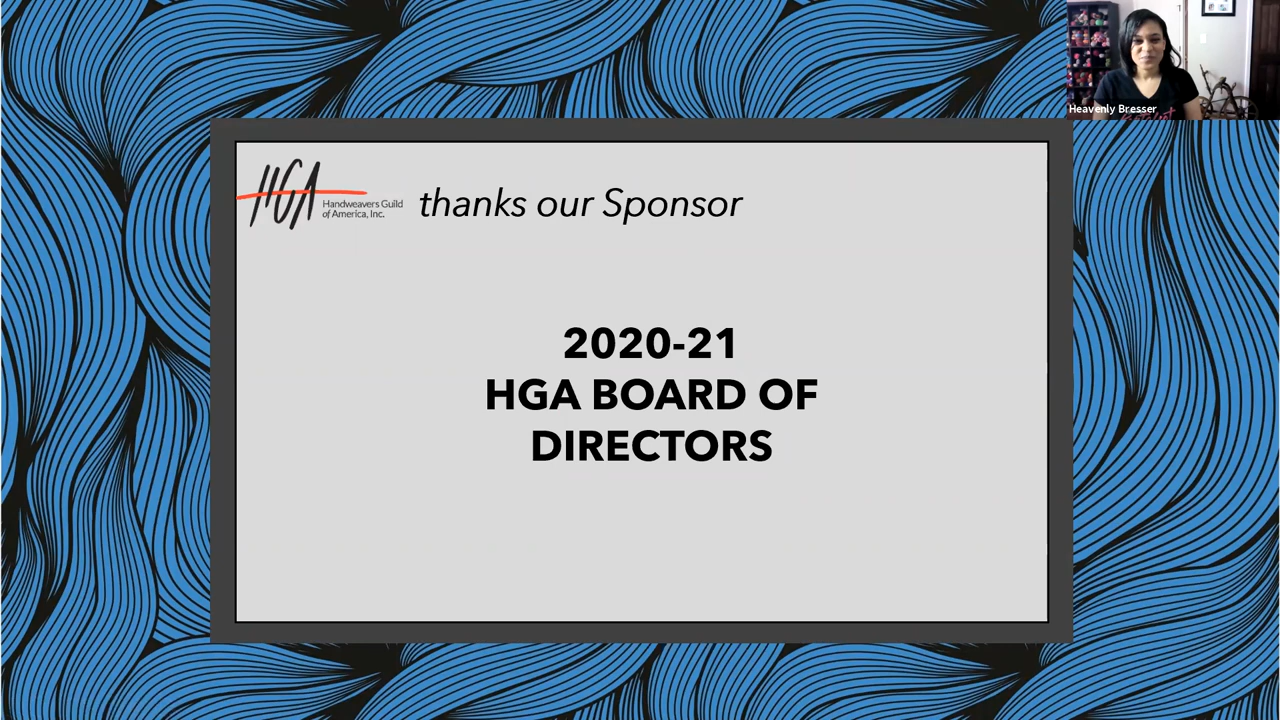 Heavenly Bresser
HGA
Handweavers Guild
of America, Inc.
thanks our Sponsor
2020-21
HGA BOARD OF
DIRECTORS